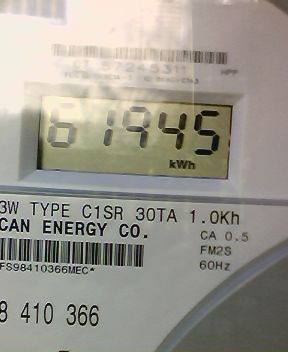 61945
kWh
3W TYPE C1SR 30TA 1.0Kh
CAN ENERGY CO.
CA 0.5
FM2S
60Hz
FS98410366MEC*
8 410 366